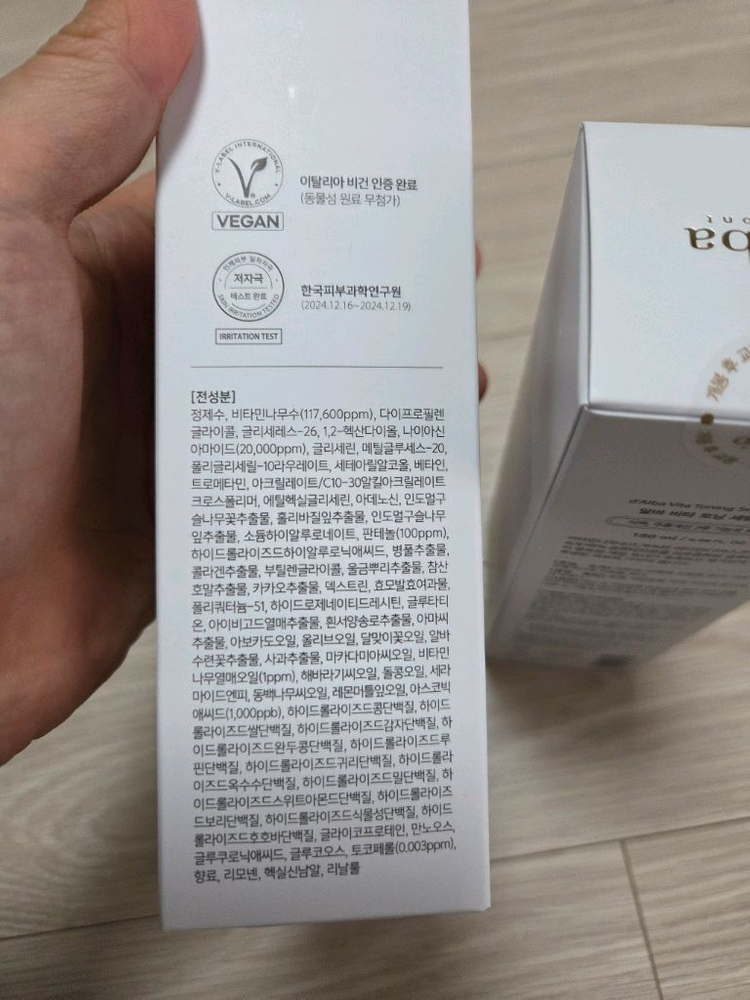 V-LABEL INTERNATIONAL
V-LABEL.COM
VEGAN
이탈리아 비건 인증 완료
(동물성 원료 무첨가)
인체피부 일차자극
저자극
테스트 완료
SKIN IRRITATION TESTED
IRRITATION TEST
한국피부과학연구원
(2024.12.16~2024.12.19)
[전성분]
정제수, 비타민나무수(117,600ppm), 다이프로필렌
글라이콜, 글리세레스-26, 1,2-헥산다이올, 나이아신
아마이드(20,000ppm), 글리세린, 메틸글루세스-20,
폴리글리세릴-10라우레이트, 세테아릴알코올, 베타인,
트로메타민, 아크릴레이트/C10-30알킬아크릴레이트
크로스폴리머, 에틸헥실글리세린, 아데노신, 인도멀구
슬나무꽃추출물, 홀리바질잎추출물, 인도멀구슬나무
잎추출물, 소듐하이알루로네이트, 판테놀(100ppm),
하이드롤라이즈드하이알루로닉애씨드, 병풀추출물,
콜라겐추출물, 부틸렌글라이콜, 울금뿌리추출물, 참산
호말추출물, 카카오추출물, 덱스트린, 효모발효여과물,
폴리쿼터늄-51, 하이드로제네이티드레시틴, 글루타티
온, 아이비고드열매추출물, 흰서양송로추출물, 아마씨
추출물, 아보카도오일, 올리브오일, 달맞이꽃오일, 알바
수련꽃추출물, 사과추출물, 마카다미아씨오일, 비타민
나무열매오일(1ppm), 해바라기씨오일, 돌콩오일, 세라
마이드엔피, 동백나무씨오일, 레몬머틀잎오일, 아스코빅
애씨드(1,000ppb), 하이드롤라이즈드콩단백질, 하이드
롤라이즈드쌀단백질, 하이드롤라이즈드감자단백질, 하
이드롤라이즈드완두콩단백질, 하이드롤라이즈드루
핀단백질, 하이드롤라이즈드귀리단백질, 하이드롤라
이즈드옥수수단백질, 하이드롤라이즈드밀단백질, 하
이드롤라이즈드스위트아몬드단백질, 하이드롤라이즈
드보리단백질, 하이드롤라이즈드식물성단백질, 하이드
롤라이즈드호호바단백질, 글라이코프로테인, 만노오스,
글루쿠로닉애씨드, 글루코오스, 토코페롤(0.003ppm),
향료, 리모넨, 헥실신남알, 리날룰
ba
개봉 후 교
d'Alba Vita Toning Se
달바 비타 토닝 세
180 ml /